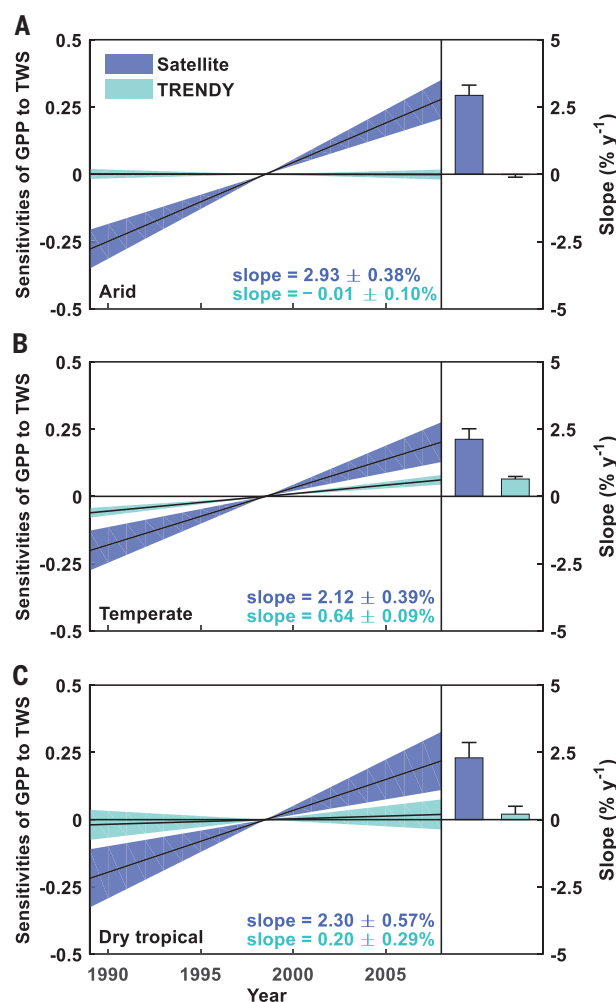 A
Sensitivities of GPP to TWS
0.5
0.25
0
-0.25
-0.5
Satellite
TRENDY
slope = 2.93 ± 0.38%
slope = − 0.01 ± 0.10%
Arid
5
2.5
0
-2.5
-5
Slope (% y-1)
B
Sensitivities of GPP to TWS
0.5
0.25
0
-0.25
-0.5
slope = 2.12 ± 0.39%
slope = 0.64 ± 0.09%
Temperate
5
2.5
0
-2.5
-5
Slope (% y-1)
C
Sensitivities of GPP to TWS
0.5
0.25
0
-0.25
-0.5
slope = 2.30 ± 0.57%
slope = 0.20 ± 0.29%
Dry tropical
5
2.5
0
-2.5
-5
Slope (% y-1)
1990 1995 2000 2005
Year